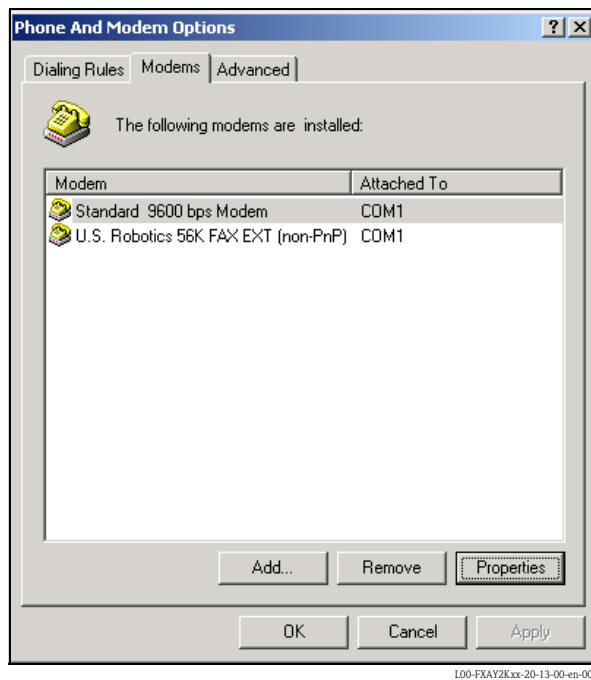 Phone And Modem Options
Dialing Rules Modems Advanced
The following modems are installed:
Modem Attached To
Standard 9600 bps Modem COM1
U.S. Robotics 56K FAX EXT (non-PnP) COM1
Add... Remove Properties
OK Cancel Apply
L00-FXAY2Kxx-20-13-00-en-00